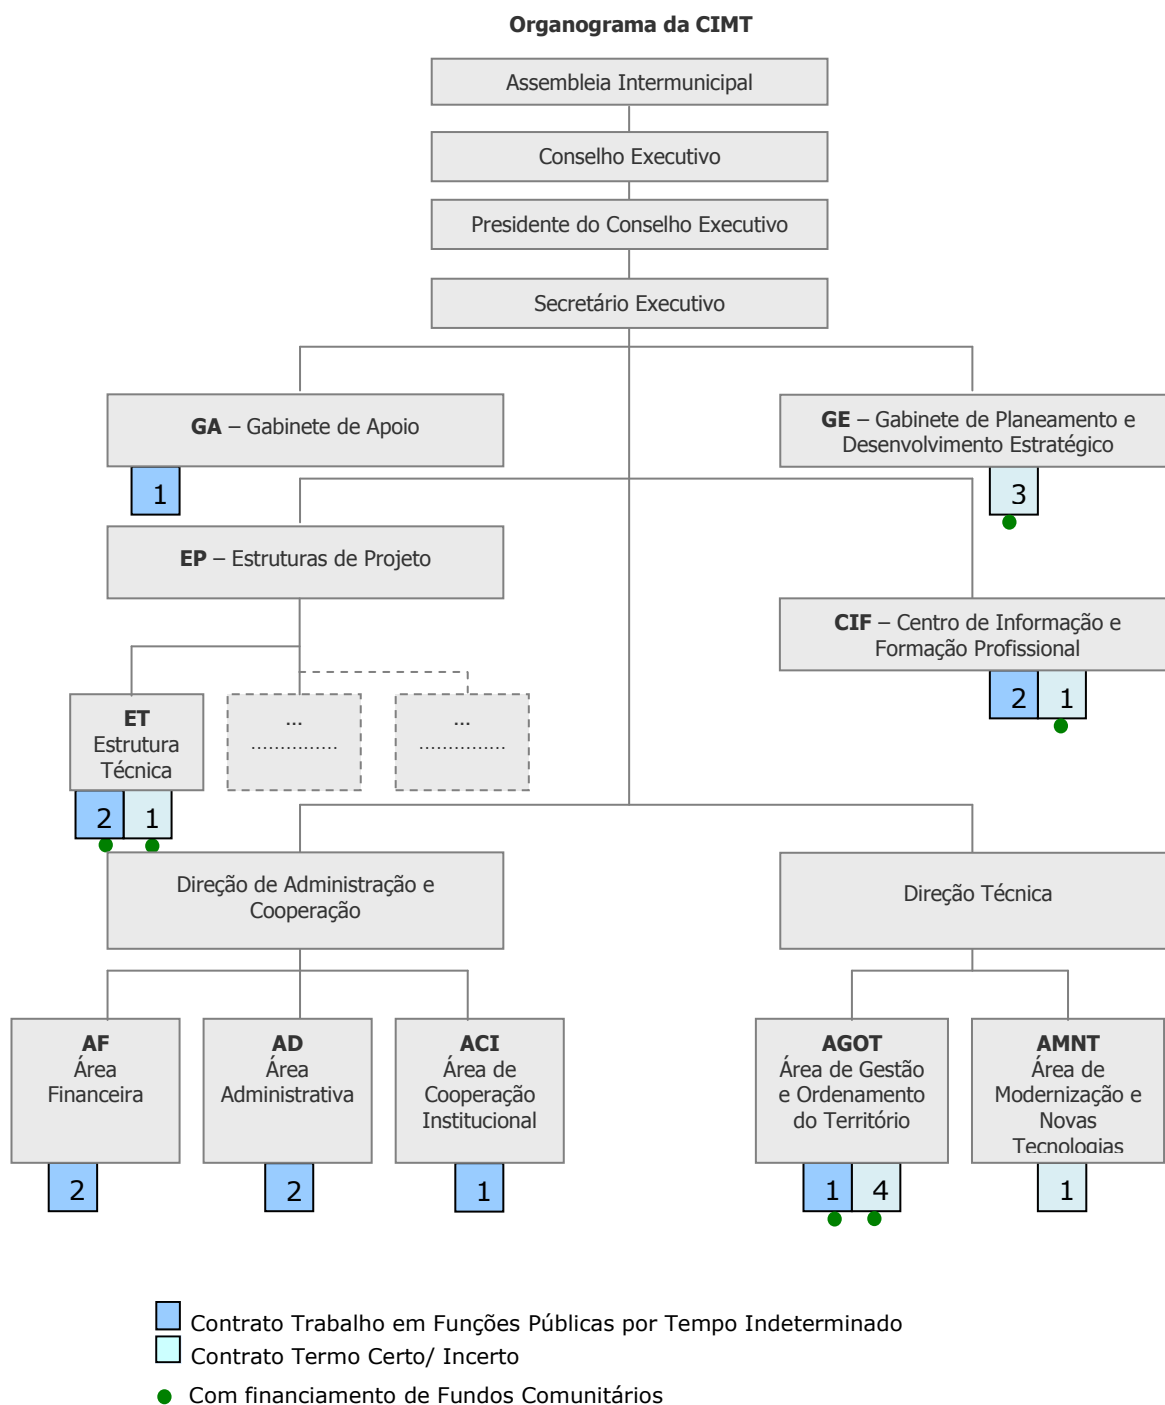 Organograma da CIMT
Assembleia Intermunicipal
Conselho Executivo
Presidente do Conselho Executivo
Secretário Executivo
GA – Gabinete de Apoio
1
GE – Gabinete de Planeamento e
Desenvolvimento Estratégico
3
EP – Estruturas de Projeto
CIF – Centro de Informação e
Formação Profissional
2 1
ET
Estrutura
Técnica
2 1
...
...............
...
...............
Direção de Administração e
Cooperação
Direção Técnica
AF
Área
Financeira
2
AD
Área
Administrativa
2
ACI
Área de
Cooperação
Institucional
1
AGOT
Área de Gestão
e Ordenamento
do Território
1 4
AMNT
Área de
Modernização e
Novas
Tecnologias
1
Contrato Trabalho em Funções Públicas por Tempo Indeterminado
Contrato Termo Certo/ Incerto
Com financiamento de Fundos Comunitários